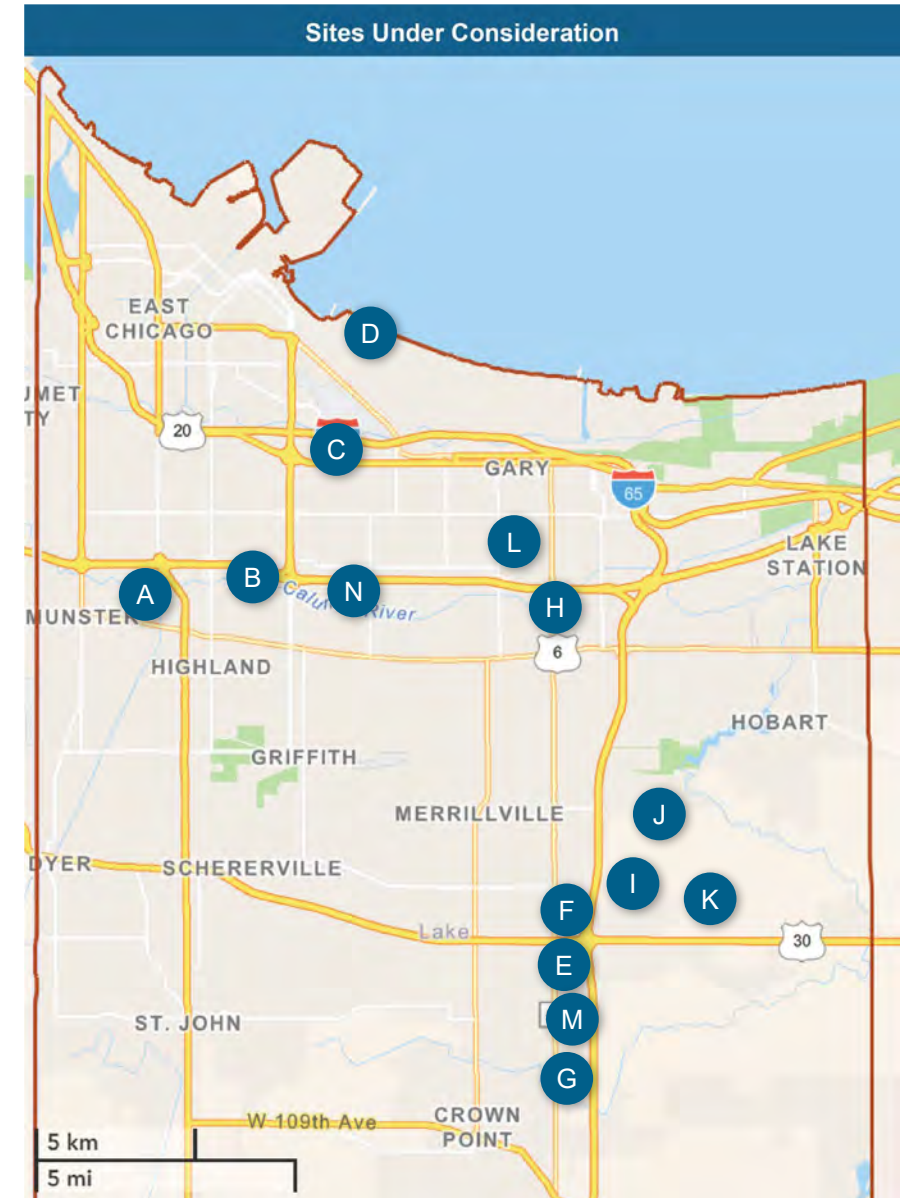 Sites Under Consideration
EAST
CHICAGO
D
UMET
TY
20
C
GARY
65
L
LAKE
STATION
A
B
N
Calu
River
H
MUNSTER
6
HIGHLAND
HOBART
GRIFFITH
MERRILLVILLE
J
DYER
SCHERERVILLE
I
K
F
Lake
30
E
ST. JOHN
M
G
W 109th Ave
CROWN
POINT
5 km
5 mi